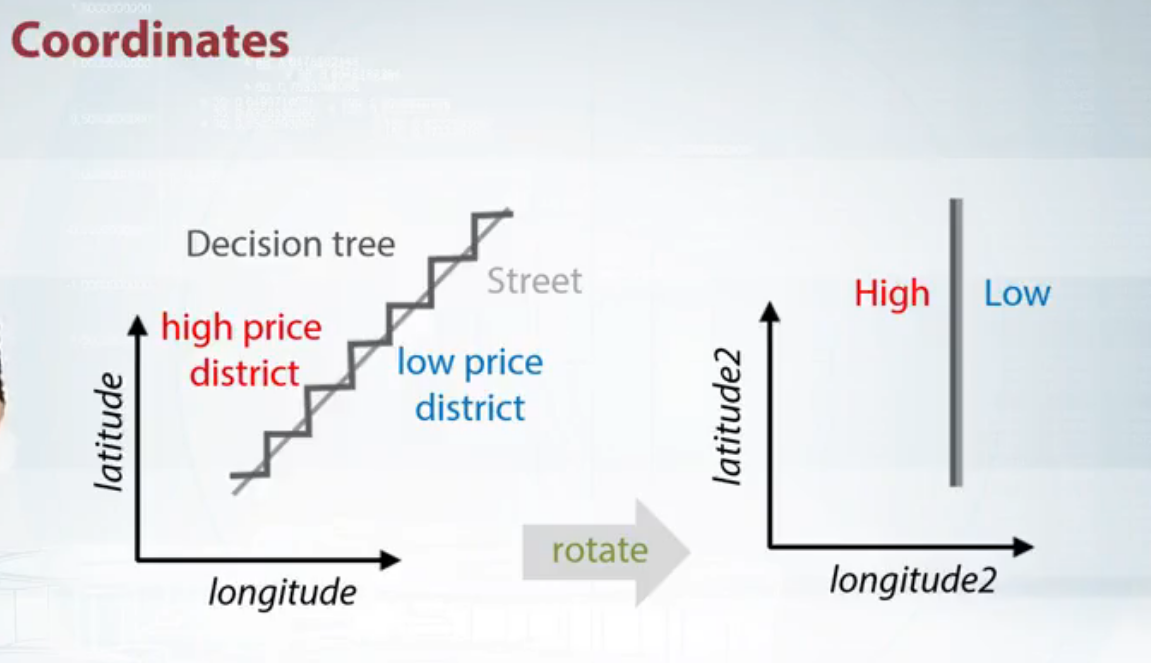 Coordinates
Decision tree
Street
high price
district
low price
district
latitude
longitude
rotate
High
Low
latitude2
longitude2